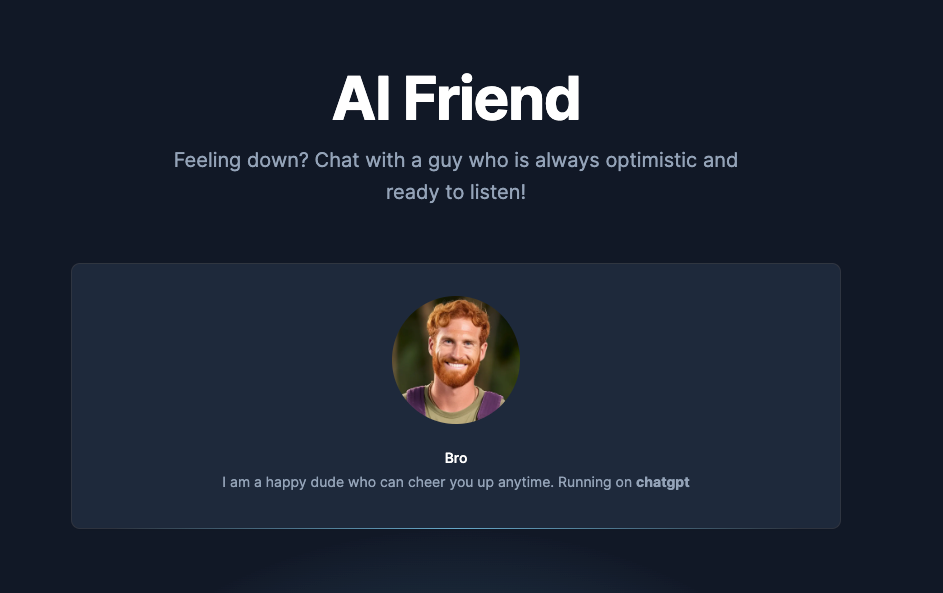 AI Friend
Feeling down? Chat with a guy who is always optimistic and
ready to listen!
Bro
I am a happy dude who can cheer you up anytime. Running on chatgpt